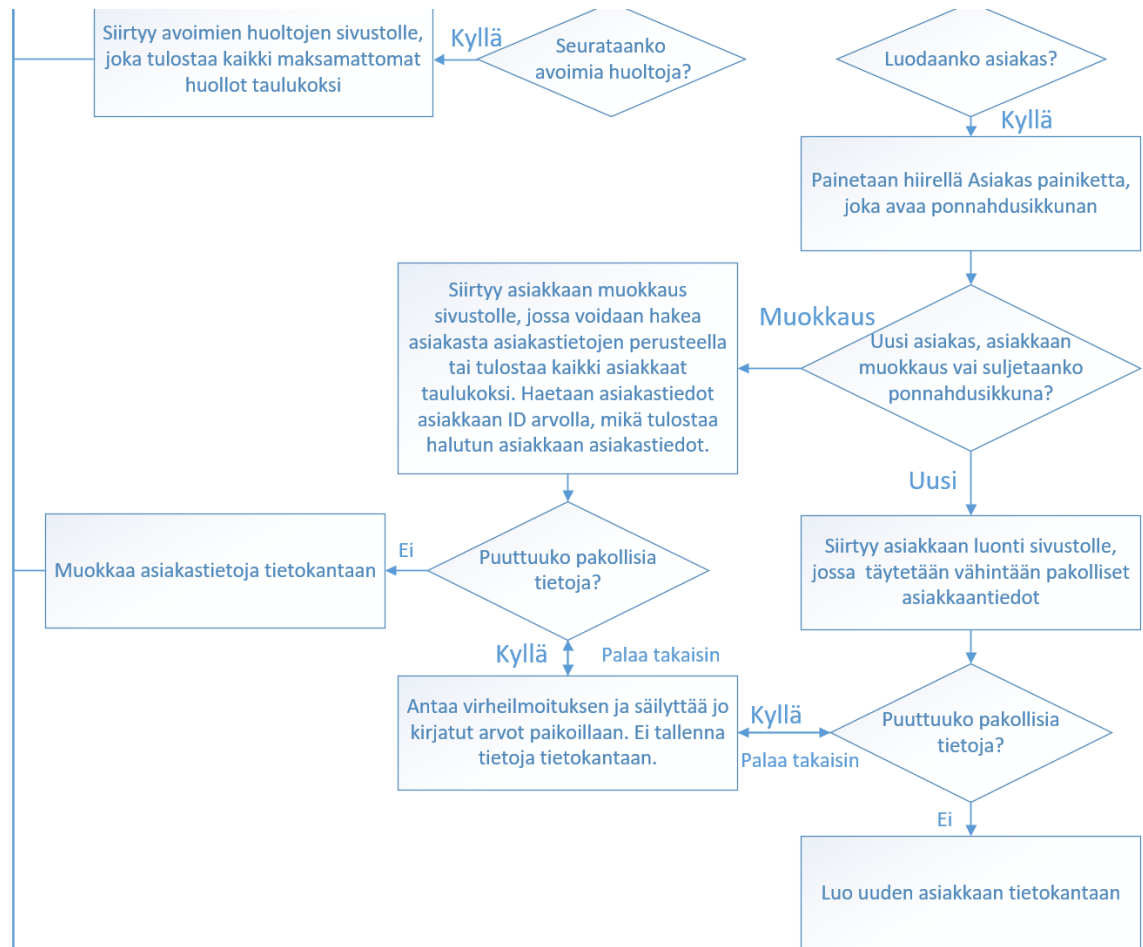 Siirtyy avoimien huoltojen sivustolle,
joka tulostaa kaikki maksamattomat
huollot taulukoksi
Kyllä
Seurataanko
avoimia huoltoja?
Luodaanko asiakas?
Kyllä
Painetaan hiirellä Asiakas painiketta,
joka avaa ponnahdusikkunan
Siirtyy asiakkaan muokkaus
sivustolle, jossa voidaan hakea
asiakasta asiakastietojen perusteella
tai tulostaa kaikki asiakkaat
taulukoksi. Haetaan asiakastiedot
asiakkaan ID arvolla, mikä tulostaa
halutun asiakkaan asiakastiedot.
Muokkaus
Uusi asiakas, asiakkaan
muokkaus vai suljetaanko
ponnahdusikkuna?
Uusi
Muokkaa asiakastietoja tietokantaan
Ei
Puuttuuko pakollisia
tietoja?
Siirtyy asiakkaan luonti sivustolle,
jossa täytetään vähintään pakolliset
asiakkaantiedot
Kyllä
Palaa takaisin
Antaa virheilmoituksen ja säilyttää jo
kirjatut arvot paikoillaan. Ei tallenna
tietoja tietokantaan.
Kyllä
Palaa takaisin
Puuttuuko pakollisia
tietoja?
Ei
Luo uuden asiakkaan tietokantaan